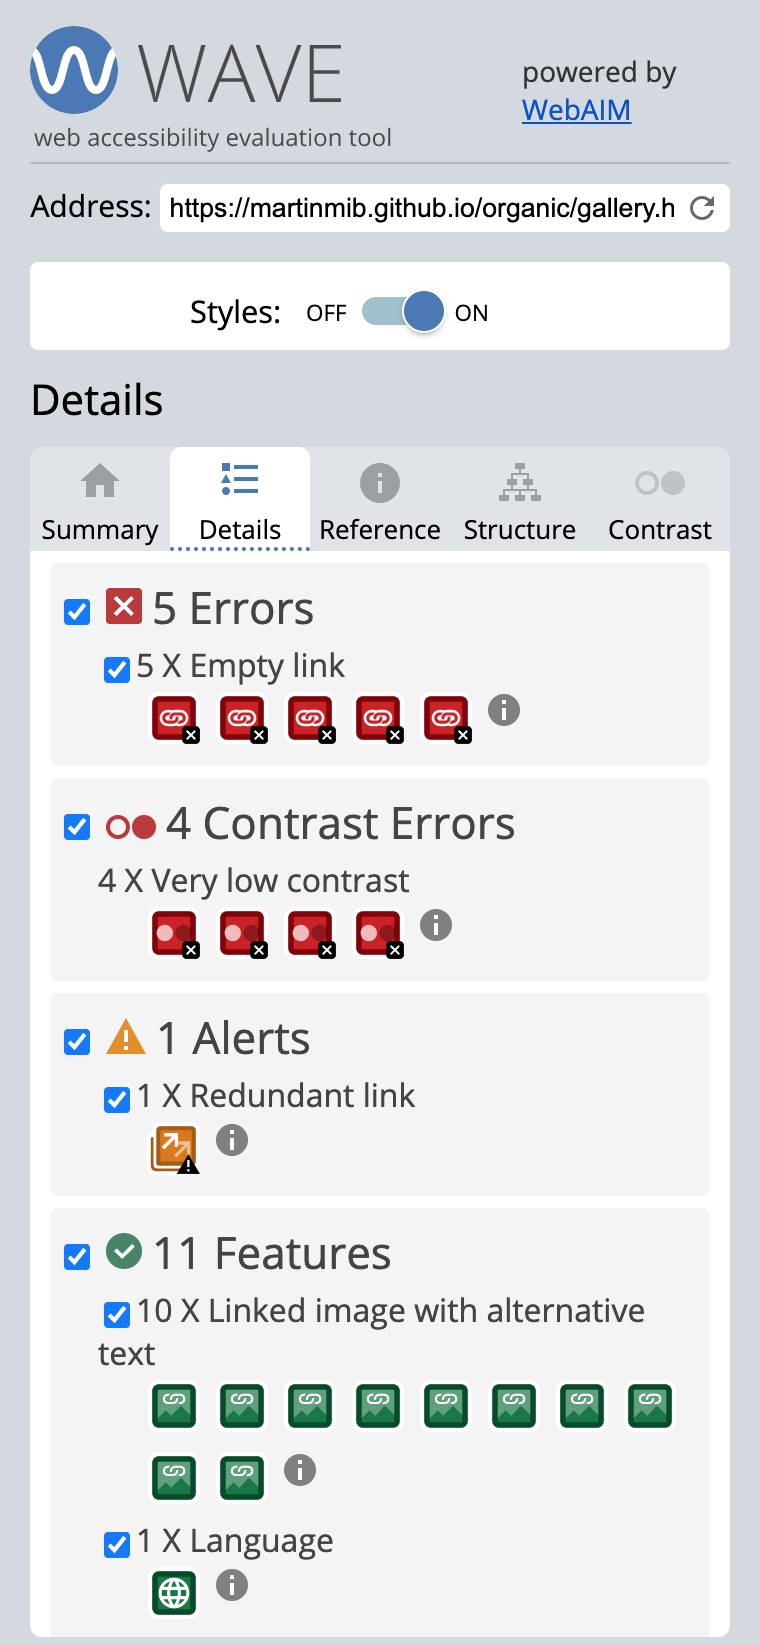 WAVE
web accessibility evaluation tool
powered by
WebAIM
Address: https://martinmib.github.io/organic/gallery.h
Styles: OFF ON
Details
Summary Details Reference Structure Contrast
5 Errors
5 X Empty link
4 Contrast Errors
4 X Very low contrast
1 Alerts
1 X Redundant link
11 Features
10 X Linked image with alternative
text
1 X Language